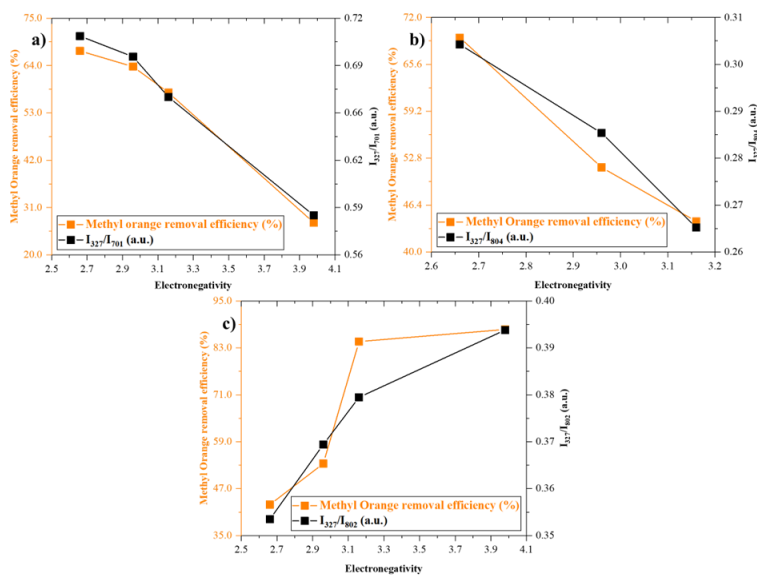 a)
Methyl Orange removal efficiency (%)
75.0
64.0
53.0
42.0
31.0
20.0
0.72
0.69
0.66
0.62
0.59
0.56
I327/I701 (a.u.)
Methyl orange removal efficiency (%)
I327/I701 (a.u.)
2.5 2.7 2.9 3.1 3.3 3.5 3.7 3.9 4.1
Electronegativity
b)
Methyl Orange removal efficiency (%)
72.0
65.6
59.2
52.8
46.4
40.0
0.31
0.30
0.29
0.28
0.27
0.26
I327/I804 (a.u.)
Methyl Orange removal efficiency (%)
I327/I804 (a.u.)
2.6 2.7 2.8 2.9 3.0 3.1 3.2
Electronegativity
c)
Methyl Orange removal efficiency (%)
95.0
83.0
71.0
59.0
47.0
35.0
0.40
0.39
0.38
0.37
0.36
0.35
I327/I802 (a.u.)
Methyl Orange removal efficiency (%)
I327/I802 (a.u.)
2.5 2.7 2.9 3.1 3.3 3.5 3.7 3.9 4.1
Electronegativity